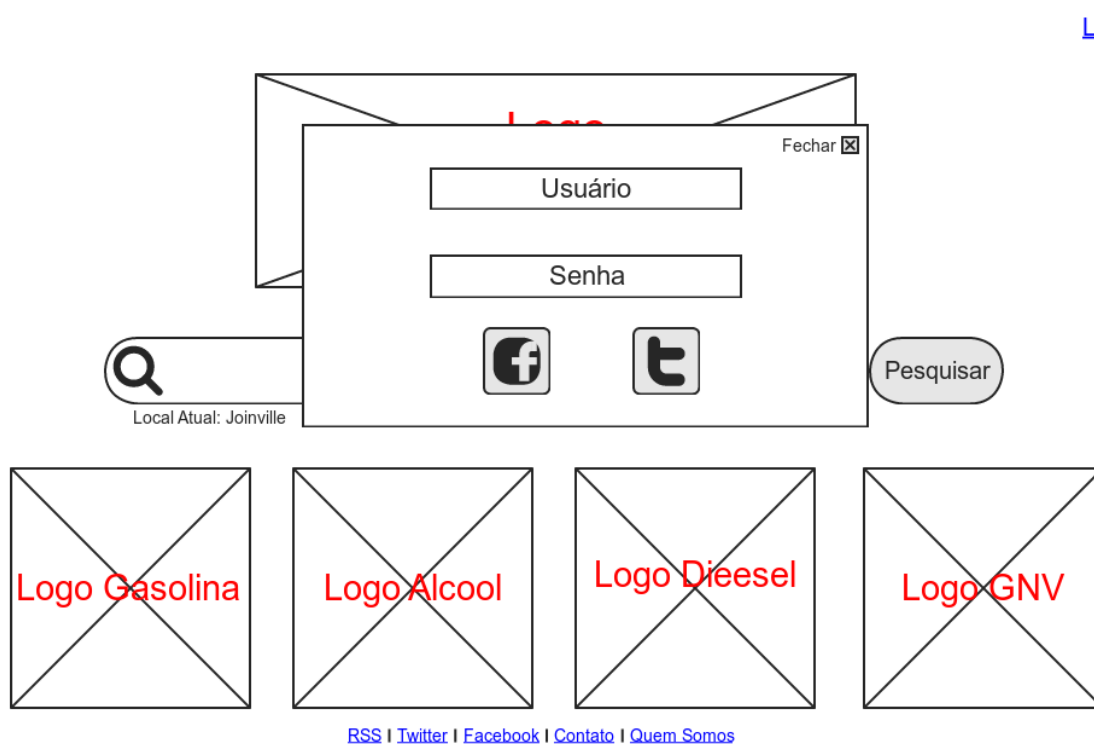 L
Logo
Fechar
Usuário
Senha
Pesquisar
Local Atual: Joinville
Logo Gasolina
Logo Alcool
Logo Dieesel
Logo GNV
RSS I Twitter I Facebook I Contato I Quem Somos